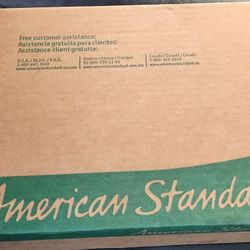 Free customer assistance:
Asistencia gratuita para clientes:
Assistance client gratuite:
U.S.A. / EE.UU. / É.U.A.
Mexico / México / Mexique
Canada / Canadá / Canada
www.americanstandard-us.com
www.americanstandard.com.mx
www.americanstandard.ca
American Standa